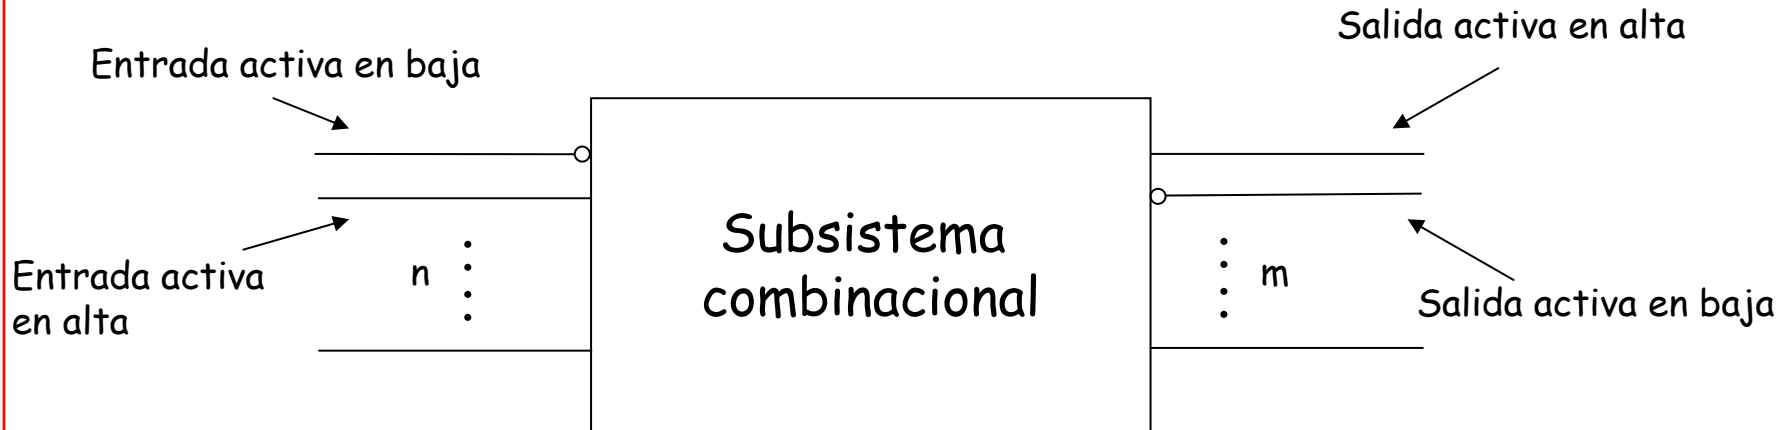 Salida activa en alta
Entrada activa en baja
Subsistema
combinacional
Entrada activa
en alta
n
m
Salida activa en baja